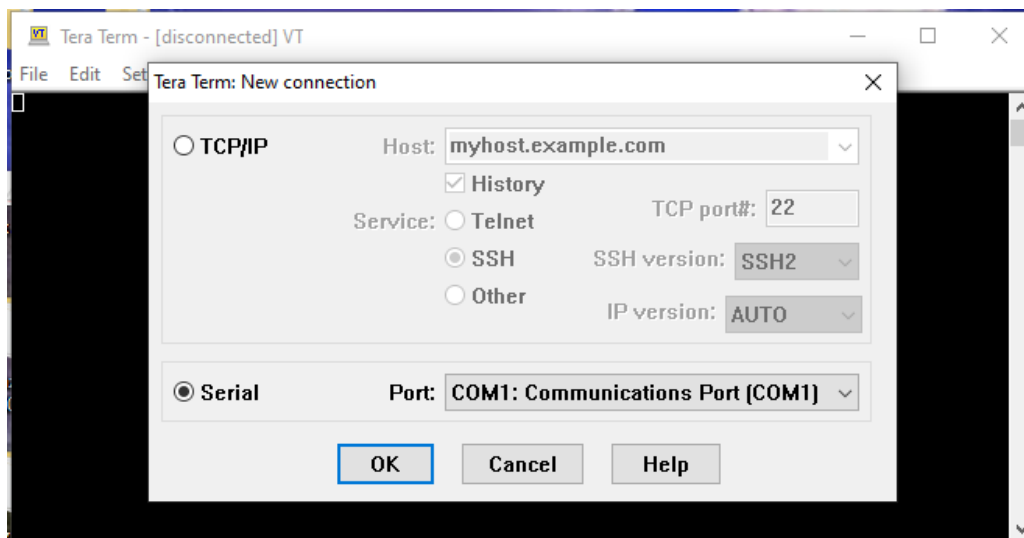 VT Tera Term - [disconnected] VT
File Edit Set
Tera Term: New connection
TCP/IP Host: myhost.example.com
History
Service: Telnet TCP port#: 22
SSH SSH version: SSH2
Other IP version: AUTO
Serial Port: COM1: Communications Port (COM1)
OK Cancel Help